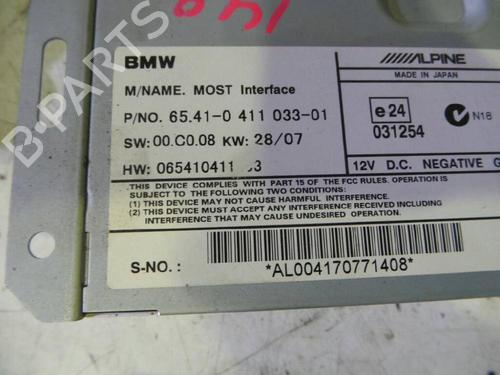 BMW
ALPINE
M/NAME. MOST Interface
MADE IN JAPAN
P/NO. 65.41-0 411 033-01
e24
031254
N18
SW: 00.C0.08 KW: 28/07
HW: 065410411
12V D.C. NEGATIVE G
THIS DEVICE COMPLIES WITH PART 15 OF THE FCC RULES. OPERATION IS
SUBJECT TO THE FOLLOWING TWO CONDITIONS:
(1) THIS DEVICE MAY NOT CAUSE HARMFUL INTERFERENCE.
(2) THIS DEVICE MUST ACCEPT ANY INTERFERENCE RECEIVED, INCLUDING
INTERFERENCE THAT MAY CAUSE UNDESIRED OPERATION.
S-NO. :
*AL004170771408*